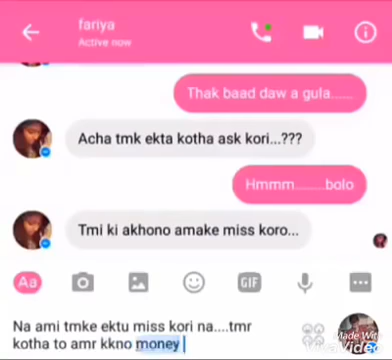 fariya
Active now
Thak baad daw a gula.......
Acha tmk ekta kotha ask kori...???
Hmmm........bolo
Tmi ki akhono amake miss koro...
Aa
GIF
Na ami tmke ektu miss kori na....tmr
kotha to amr kkno money
Made With
VivaVideo